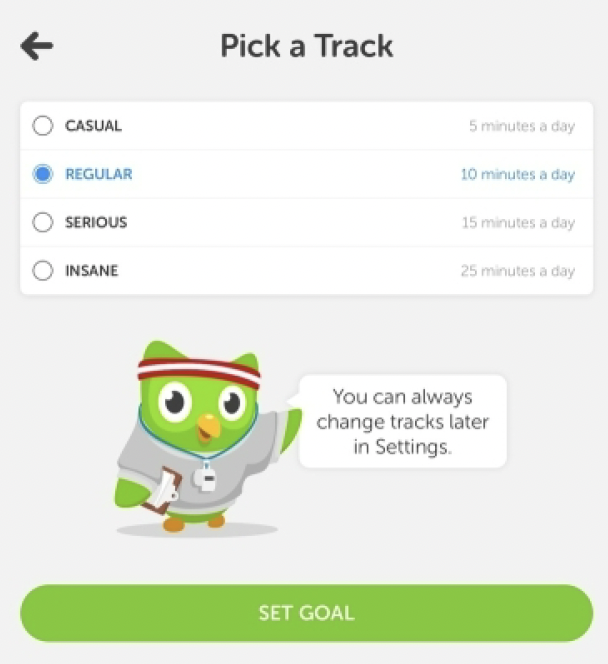 Pick a Track
CASUAL 5 minutes a day
REGULAR 10 minutes a day
SERIOUS 15 minutes a day
INSANE 25 minutes a day
You can always
change tracks later
in Settings.
SET GOAL